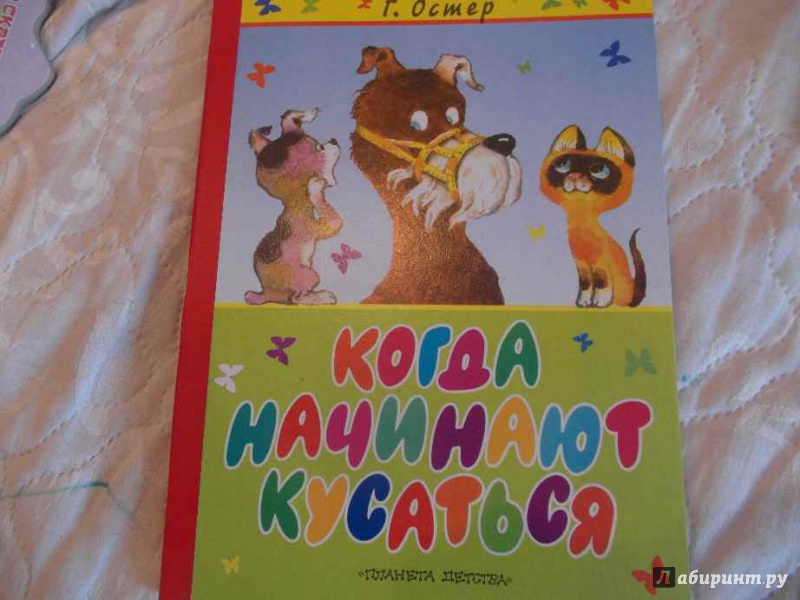 Г. Остер
КОГДА
НАЧИНАЮТ
КУСАТЬСЯ
«ПЛАНЕТА ДЕТСТВА»
Лабиринт.ру